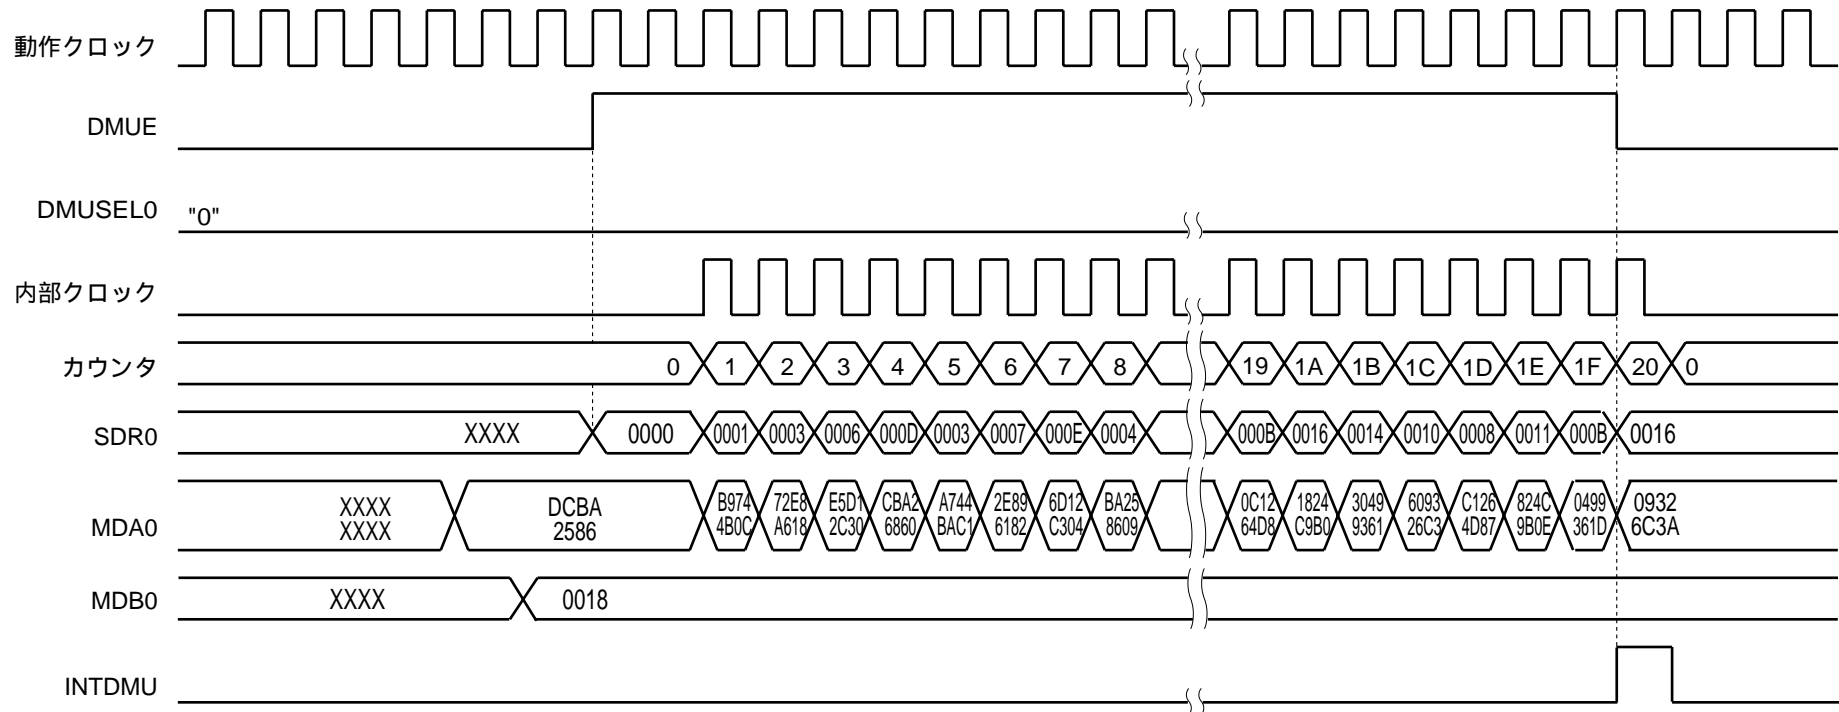 動作クロック
DMUE
DMUSEL0 "0"
内部クロック
カウンタ 0 1 2 3 4 5 6 7 8 19 1A 1B 1C 1D 1E 1F 20 0
SDR0 XXXX 0000 0001 0003 0006 000D 0003 0007 000E 0004 000B 0016 0014 0010 0008 0011 000B 0016
MDA0 XXXX DCBA B974 72E8 E5D1 CBA2 A744 2E89 6D12 BA25 0C12 1824 3049 6093 C126 824C 0499 0932
XXXX 2586 4B0C A618 2C30 6860 BAC1 6182 C304 8609 64D8 C9B0 9361 26C3 4D87 9B0E 361D 6C3A
MDB0 XXXX 0018
INTDMU